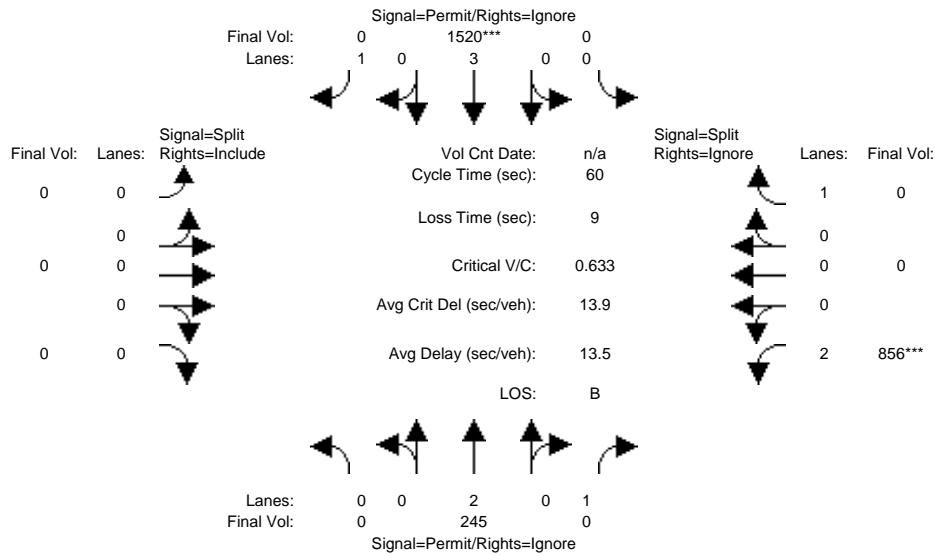 Signal=Permit/Rights=Ignore
Final Vol: 0 1520*** 0
Lanes: 1 0 3 0 0
Signal=Split
Final Vol: Lanes: Rights=Include
Vol Cnt Date: n/a
Signal=Split
Rights=Ignore Lanes: Final Vol:
Cycle Time (sec): 60
0 0
1 0
Loss Time (sec): 9
0
0
0 0
Critical V/C: 0.633
0 0
0
Avg Crit Del (sec/veh): 13.9
0
0 0
Avg Delay (sec/veh): 13.5
2 856***
LOS: B
Lanes: 0 0 2 0 1
Final Vol: 0 245 0
Signal=Permit/Rights=Ignore